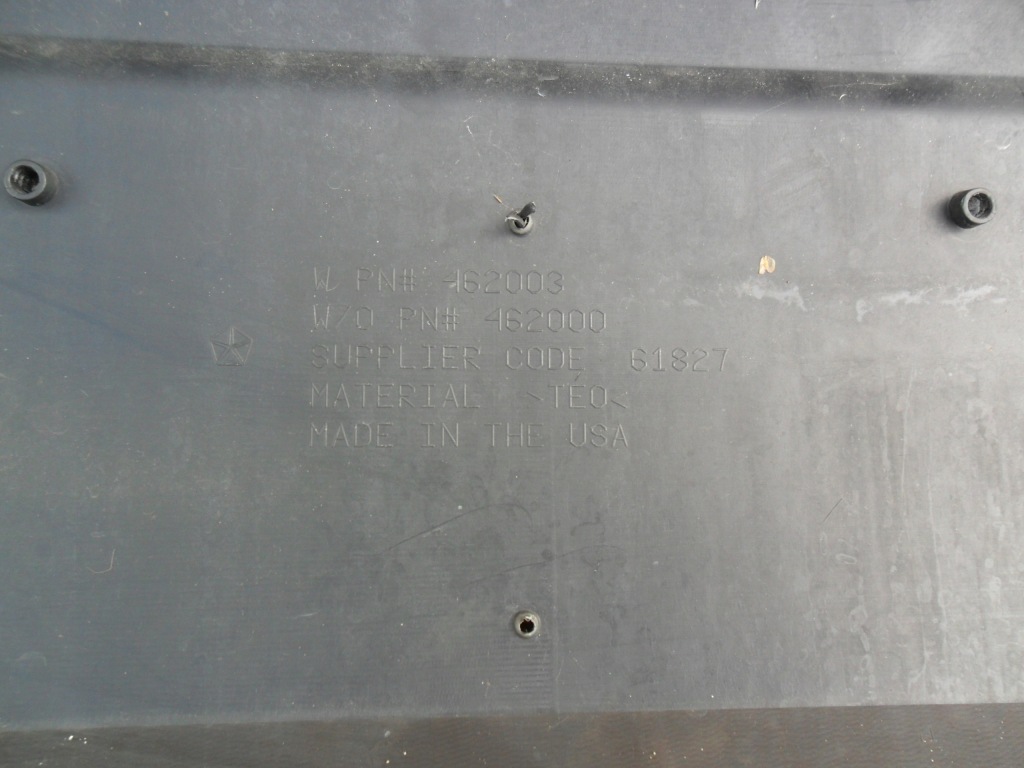 W PN# 462003
W/O PN# 462000
SUPPLIER CODE 61827
MATERIAL >TEO<
MADE IN THE USA